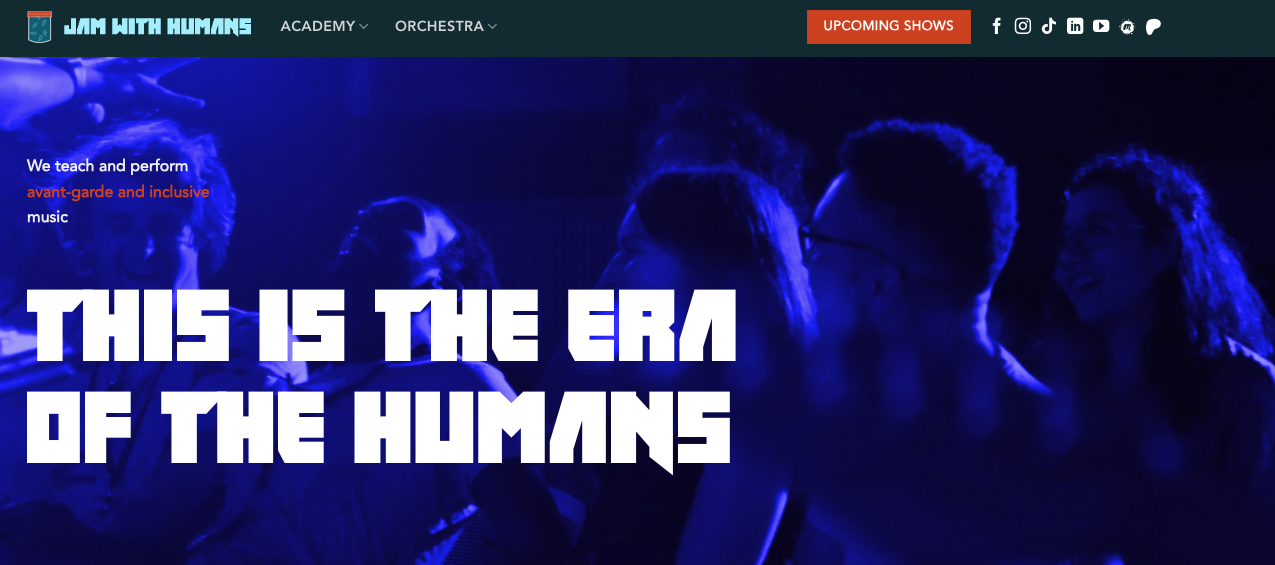 JAM WITH HUMANS
ACADEMY
ORCHESTRA
UPCOMING SHOWS
We teach and perform
avant-garde and inclusive
music
THIS IS THE ERA
OF THE HUMANS